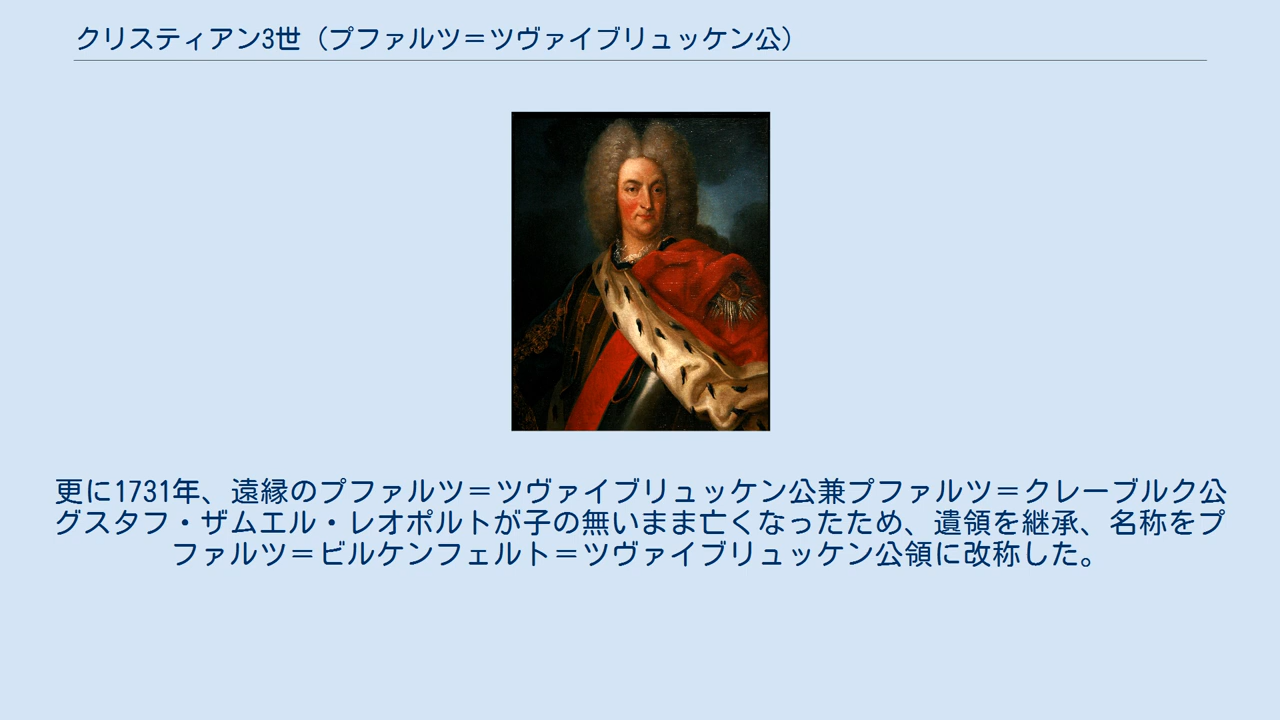 クリスティアン3世（プファルツ＝ツヴァイブリュッケン公）
更に1731年、遠縁のプファルツ＝ツヴァイブリュッケン公兼プファルツ＝クレーブルク公
グスタフ・ザムエル・レオポルトが子の無いまま亡くなったため、遺領を継承、名称をプ
ファルツ＝ビルケンフェルト＝ツヴァイブリュッケン公領に改称した。